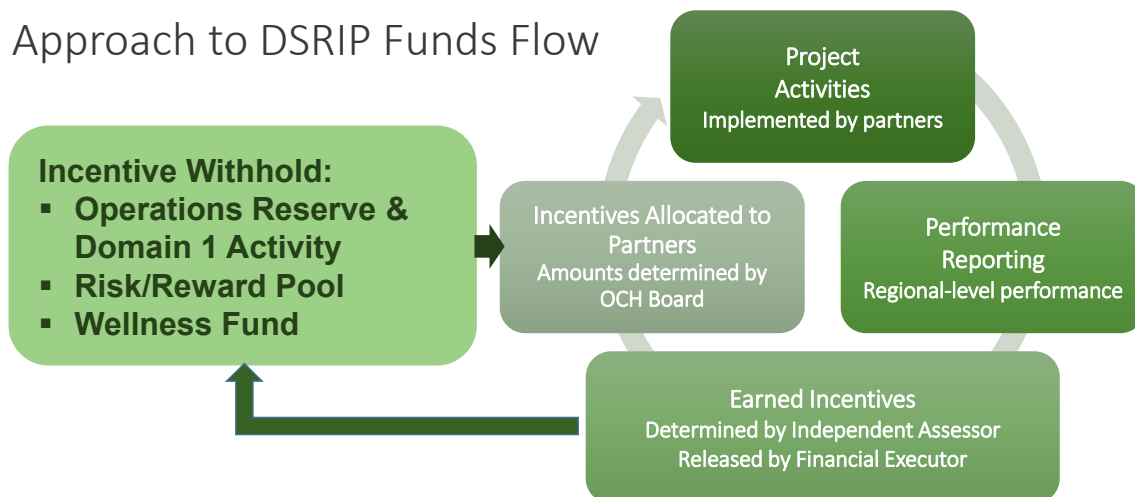 Approach to DSRIP Funds Flow
Project
Activities
Implemented by partners
Incentive Withhold:
▪ Operations Reserve &
Domain 1 Activity
▪ Risk/Reward Pool
▪ Wellness Fund
Incentives Allocated to
Partners
Amounts determined by
OCH Board
Performance
Reporting
Regional-level performance
Earned Incentives
Determined by Independent Assessor
Released by Financial Executor